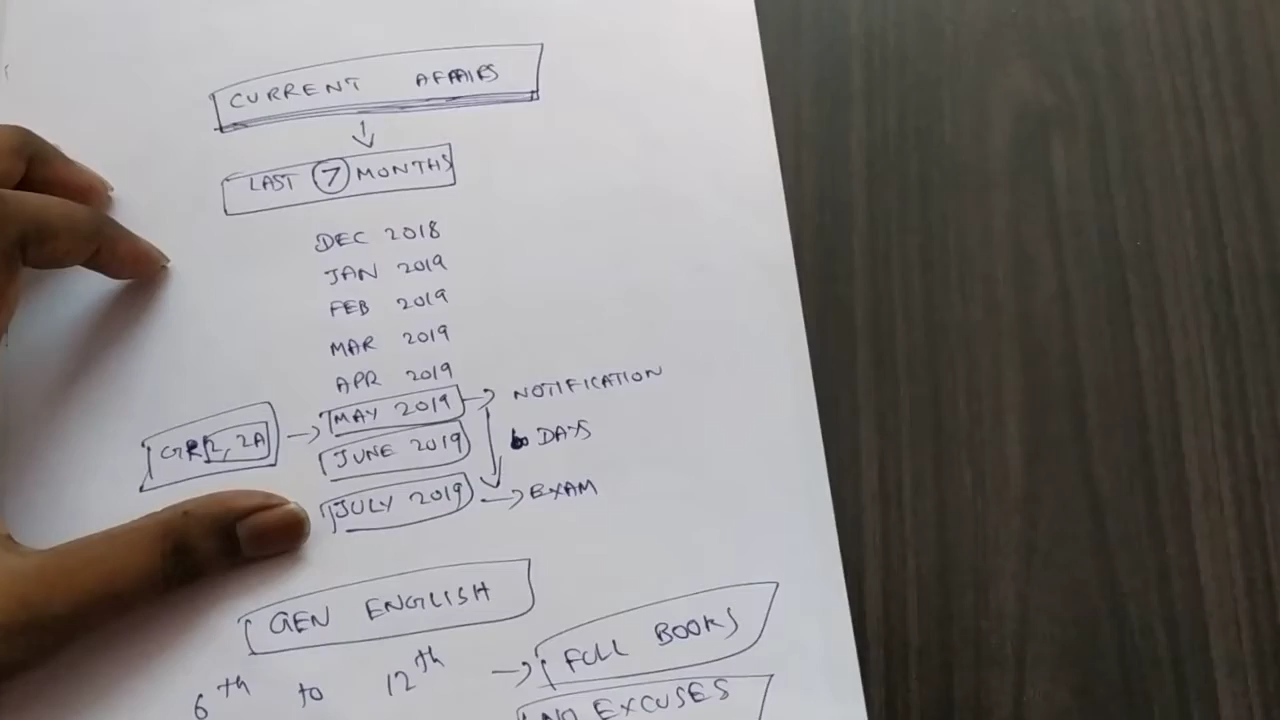 CURRENT AFFAIRS
LAST 7 MONTHS
DEC 2018
JAN 2019
FEB 2019
MAR 2019
APR 2019
MAY 2019 NOTIFICATION
GR 2, 2A
JUNE 2019 DAYS
JULY 2019 EXAM
GEN ENGLISH
6th to 12th FULL BOOKS
NO EXCUSES